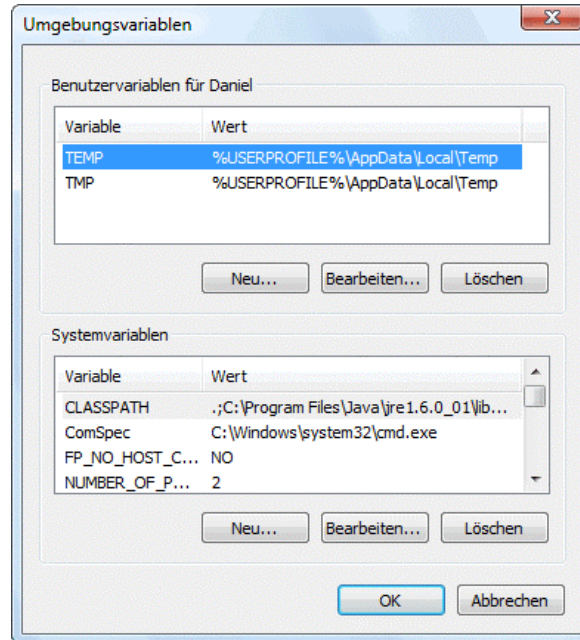 Umgebungsvariablen
Benutzervariablen für Daniel
Variable Wert
TEMP %USERPROFILE%\AppData\Local\Temp
TMP %USERPROFILE%\AppData\Local\Temp
Neu... Bearbeiten... Löschen
Systemvariablen
Variable Wert
CLASSPATH .;C:\Program Files\Java\jre1.6.0_01\lib...
ComSpec C:\Windows\system32\cmd.exe
FP_NO_HOST_C... NO
NUMBER_OF_P... 2
Neu... Bearbeiten... Löschen
OK Abbrechen